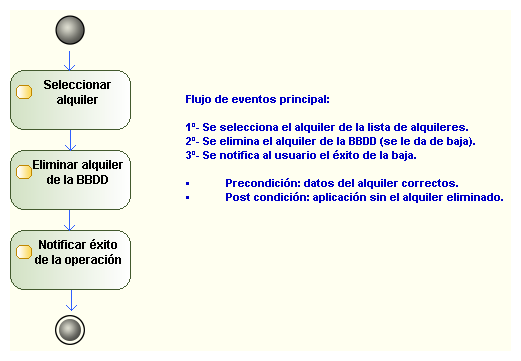 Seleccionar
alquiler
Eliminar alquiler
de la BBDD
Notificar éxito
de la operación
Flujo de eventos principal:
1º- Se selecciona el alquiler de la lista de alquileres.
2º- Se elimina el alquiler de la BBDD (se le da de baja).
3º- Se notifica al usuario el éxito de la baja.
• Precondición: datos del alquiler correctos.
• Post condición: aplicación sin el alquiler eliminado.